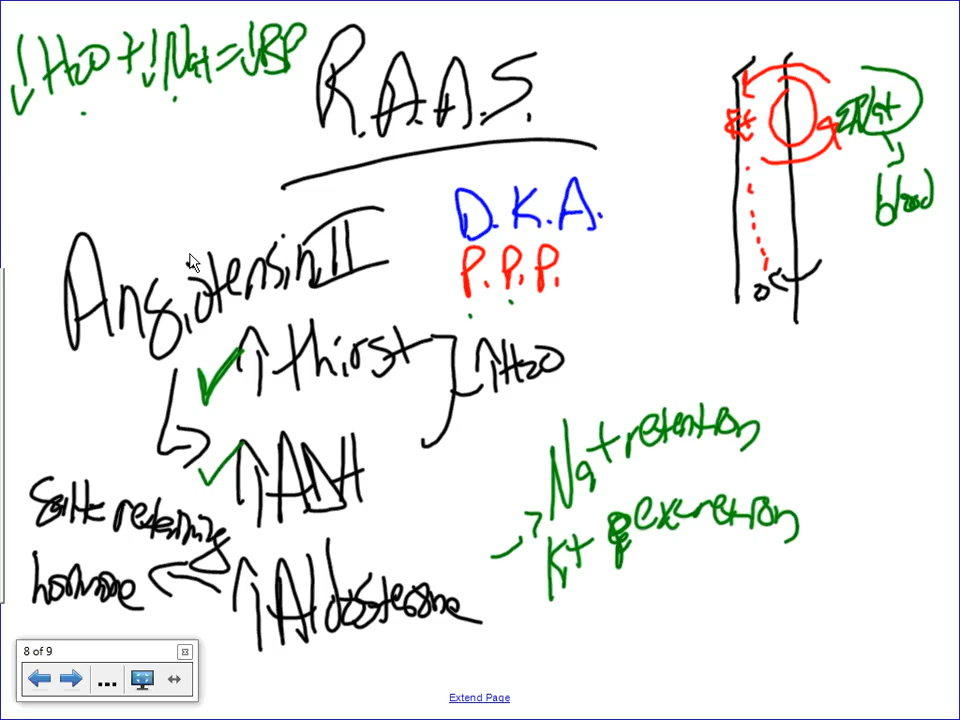 ↓H2O + ↓Na+ = ↓BP
R.A.A.S.
D.K.A.
P.P.P.
Angiotensin II
↑thirst
↑H2O
↑ADH
salt retaining
hormone
↑Aldosterone
Na+ retention
K+ excretion
K+
Na+
blood
8 of 9
...
Extend Page